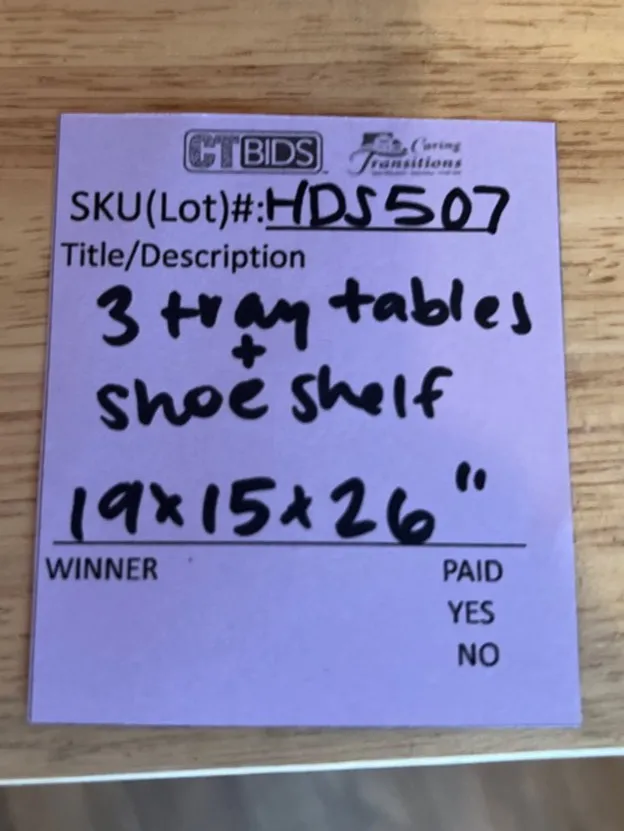 CTBIDS Caring
Transitions
SKU(Lot)#:HDS507
Title/Description
3 tray tables
+
shoe shelf
19x15x26"
WINNER PAID
YES
NO